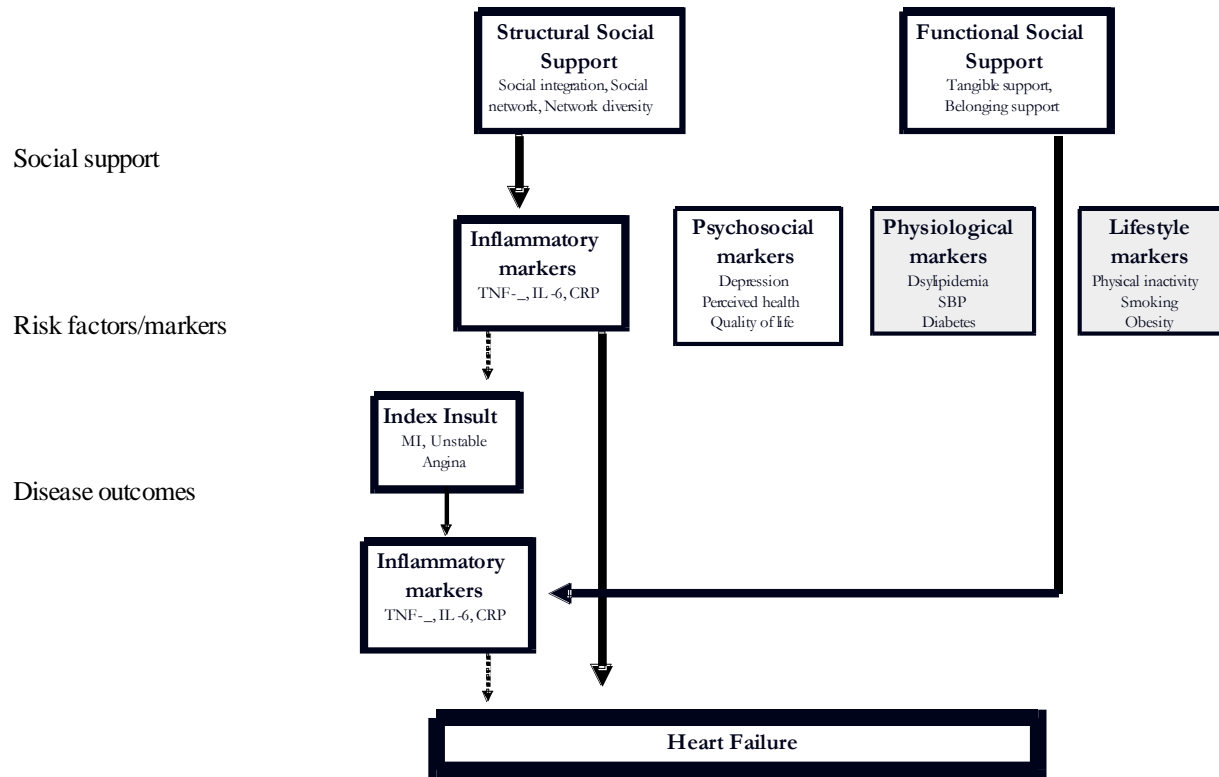 Structural Social
Support
Social integration, Social
network, Network diversity
Functional Social
Support
Tangible support,
Belonging support
Social support
Inflammatory
markers
TNF-_, IL-6, CRP
Psychosocial
markers
Depression
Perceived health
Quality of life
Physiological
markers
Dsylipidemia
SBP
Diabetes
Lifestyle
markers
Physical inactivity
Smoking
Obesity
Risk factors/markers
Index Insult
MI, Unstable
Angina
Disease outcomes
Inflammatory
markers
TNF-_, IL-6, CRP
Heart Failure